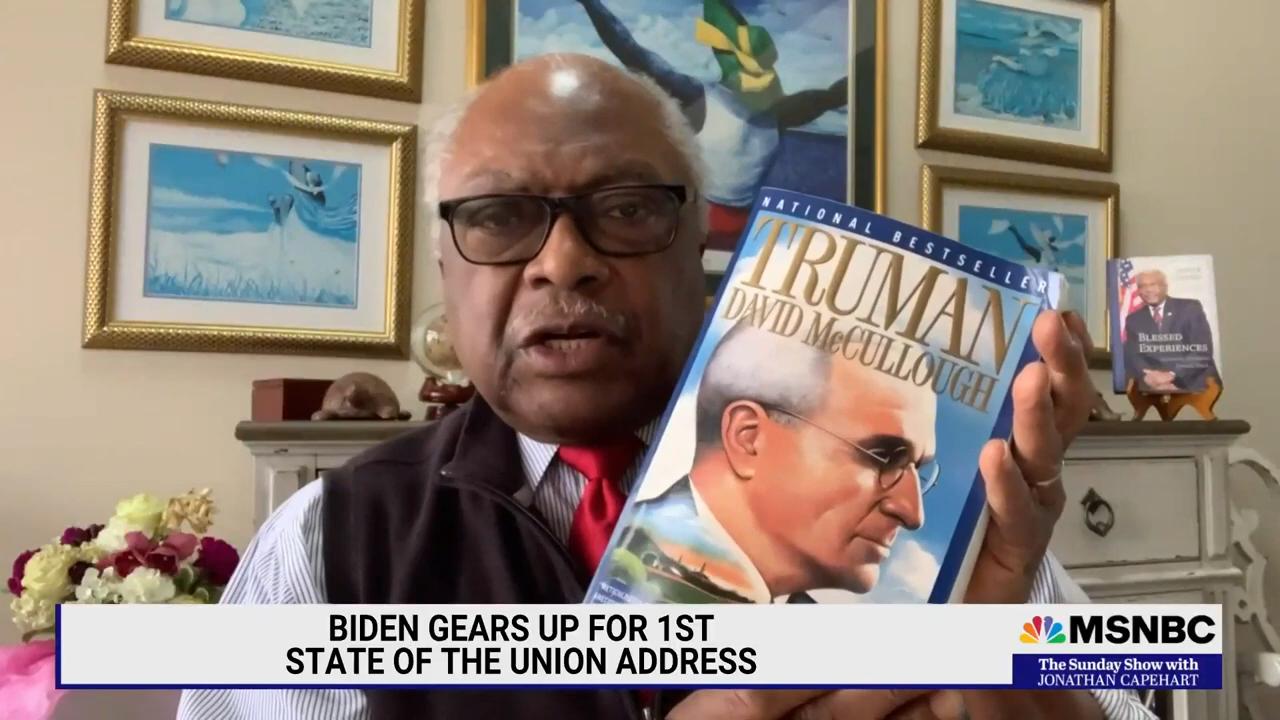 NATIONAL BESTSELLER
TRUMAN
DAVID McCULLOUGH
BLESSED
EXPERIENCES
BIDEN GEARS UP FOR 1ST
STATE OF THE UNION ADDRESS
MSNBC
The Sunday Show with
JONATHAN CAPEHART